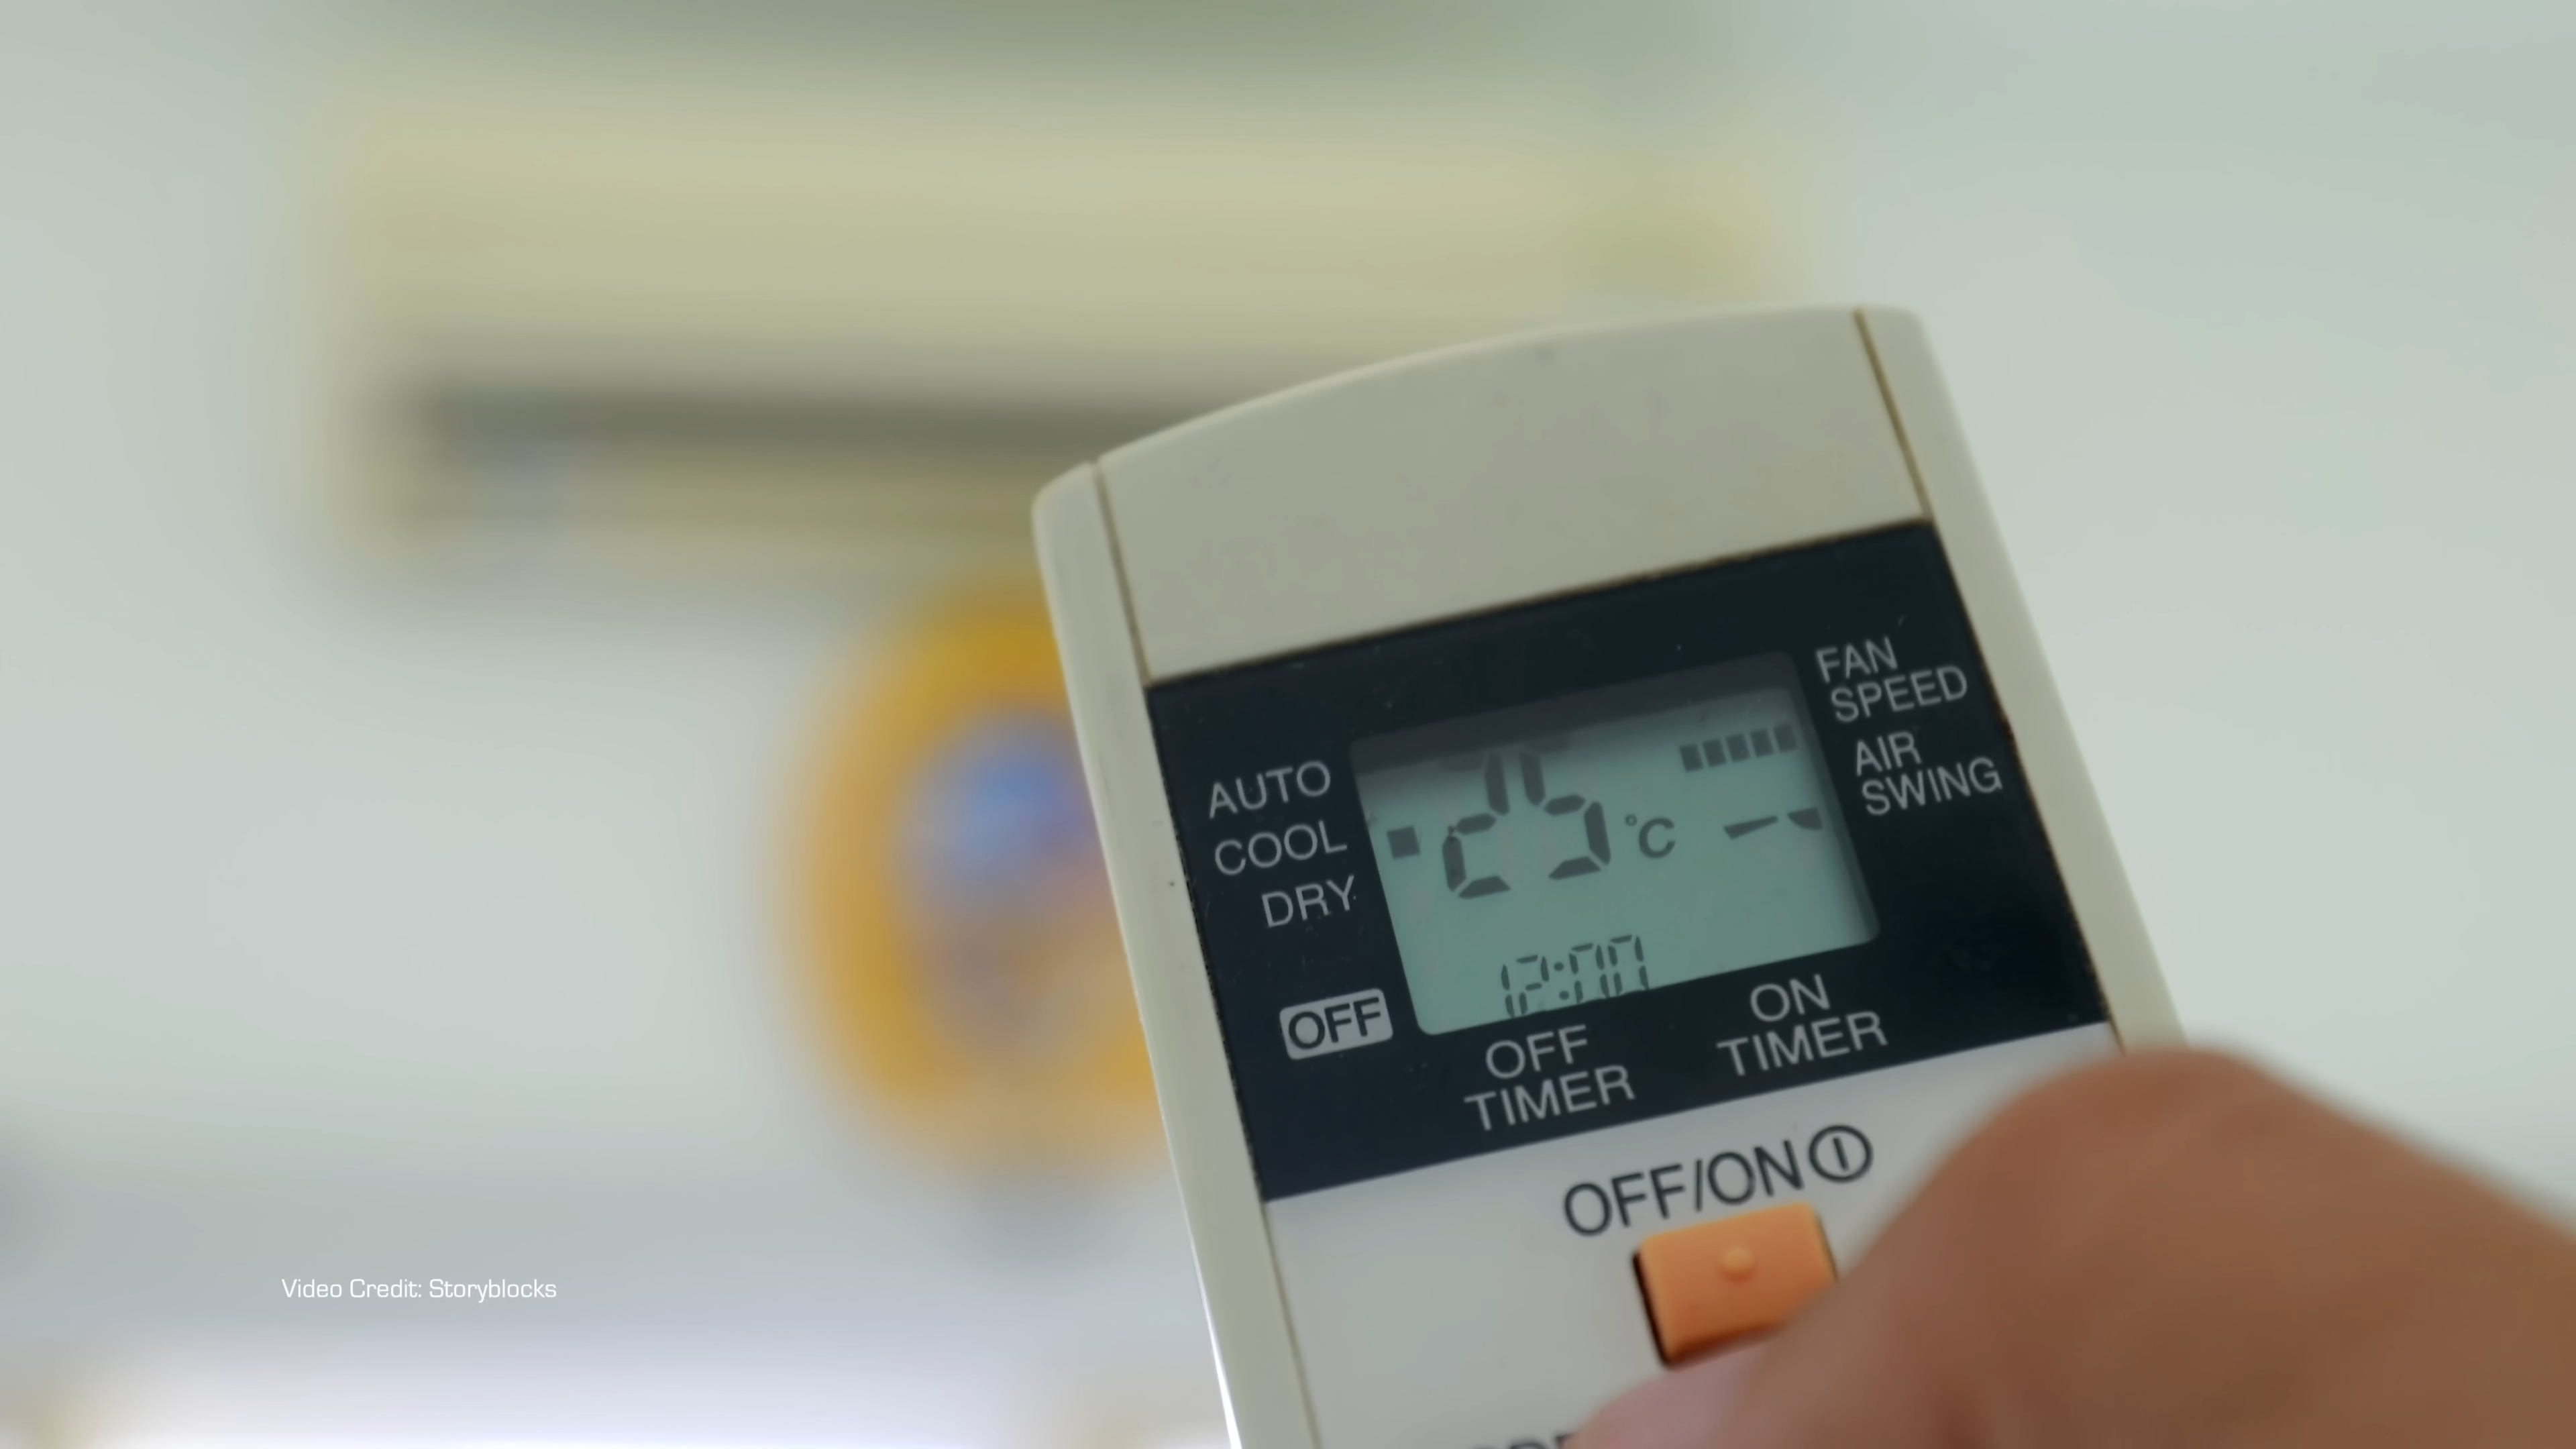 FAN
SPEED
AIR
SWING
AUTO
COOL
DRY
25 °C
12:00
OFF
OFF
TIMER
ON
TIMER
OFF/ON
Video Credit: Storyblocks